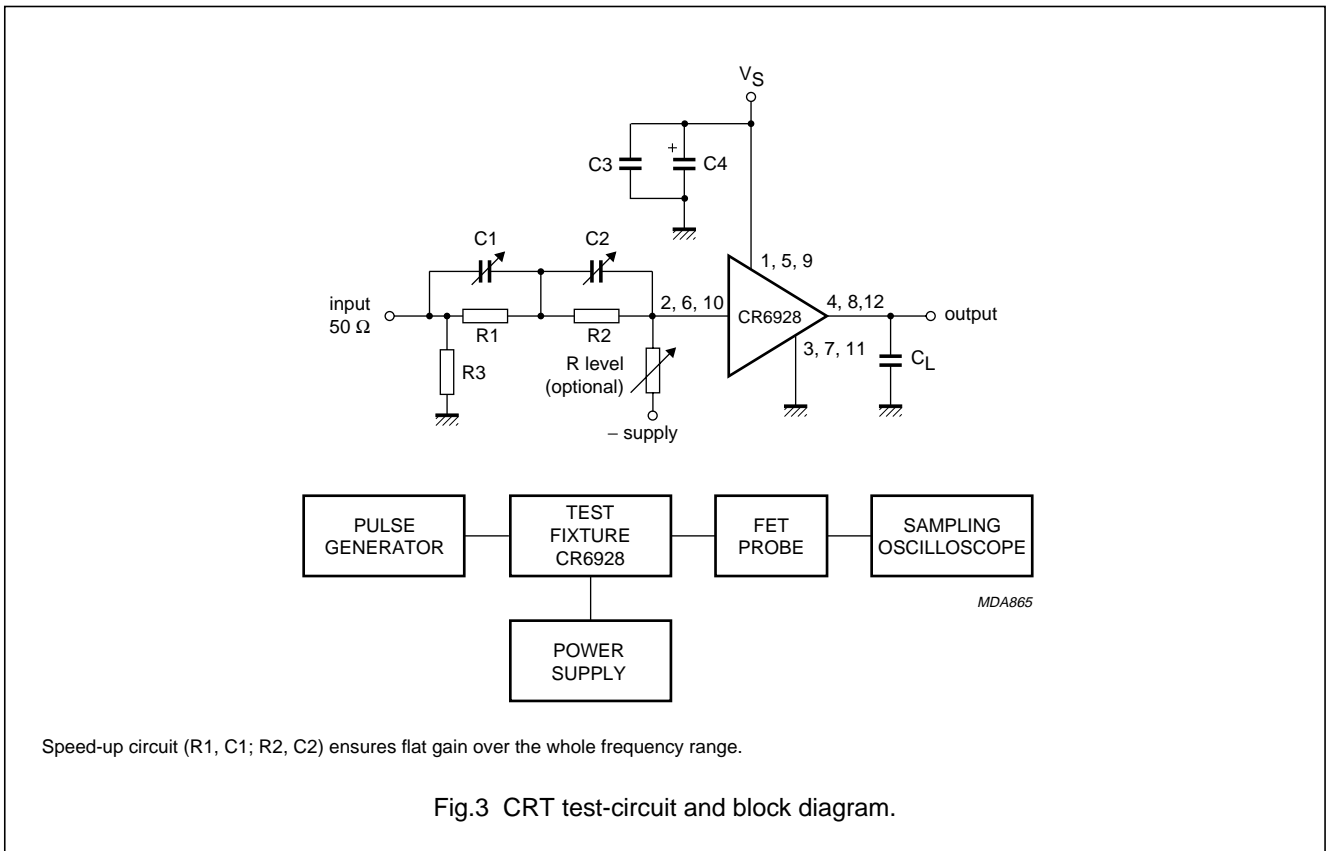 V_S
C3
+
C4
C1
C2
1, 5, 9
input
50 Ω
2, 6, 10
4, 8,12
output
CR6928
R1
R2
3, 7, 11
R3
R level
(optional)
C_L
– supply
PULSE
GENERATOR
TEST
FIXTURE
CR6928
FET
PROBE
SAMPLING
OSCILLOSCOPE
MDA865
POWER
SUPPLY
Speed-up circuit (R1, C1; R2, C2) ensures flat gain over the whole frequency range.
Fig.3 CRT test-circuit and block diagram.